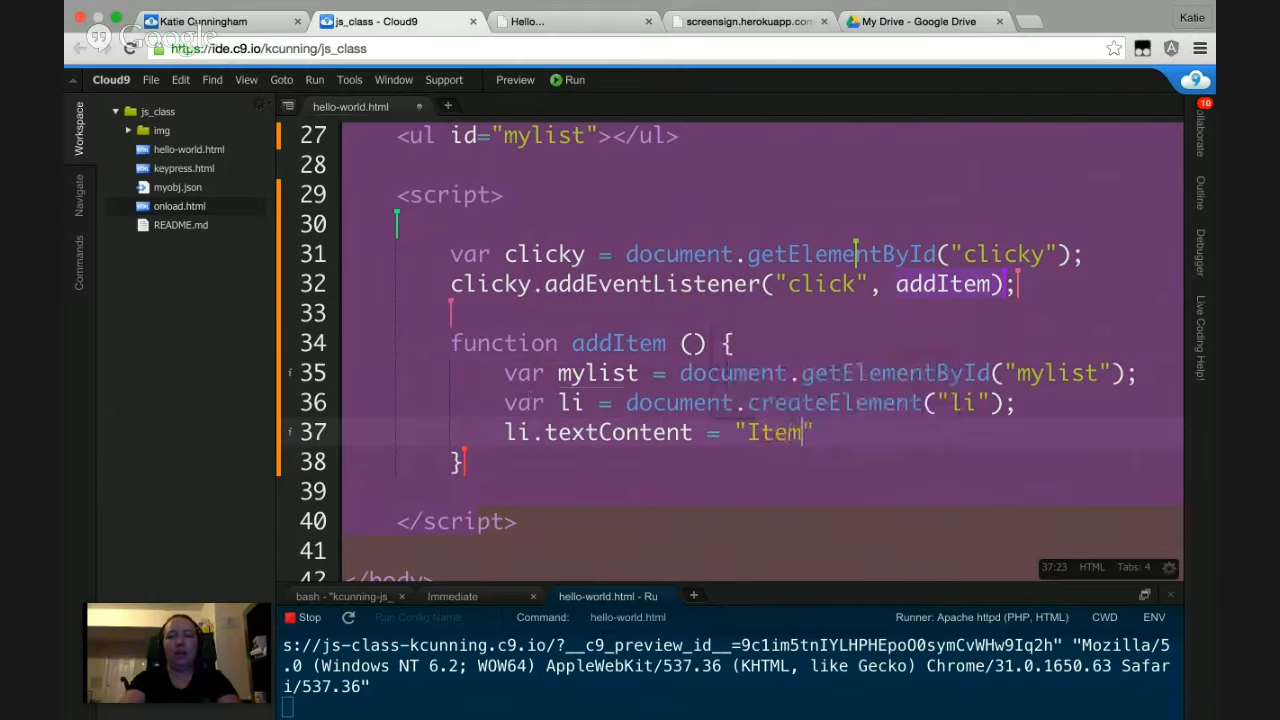 Katie Cunningham
js_class - Cloud9
Hello...
screensign.herokuapp.com
My Drive - Google Drive
Katie
Google
https://ide.c9.io/kcunning/js_class
Cloud9 File Edit Find View Goto Run Tools Window Support Preview Run
Workspace
Navigate
Commands
js_class
img
hello-world.html
keypress.html
myobj.json
onload.html
README.md
hello-world.html
27 <ul id="mylist"></ul>
28
29 <script>
30
31 var clicky = document.getElementById("clicky");
32 clicky.addEventListener("click", addItem);
33
34 function addItem () {
35 var mylist = document.getElementById("mylist");
36 var li = document.createElement("li");
37 li.textContent = "Item"
38 }
39
40 </script>
41
42 </body>
37:23 HTML Tabs: 4
10
Outline
Debugger
Live Coding Help!
bash - "kcunning-js_
Immediate
hello-world.html - Ru
Stop Run Config Name Command: hello-world.html Runner: Apache httpd (PHP, HTML) CWD ENV
s://js-class-kcunning.c9.io/?__c9_preview_id__=9c1im5tnIYLHPHEpoO0symCvWHw9Iq2h" "Mozilla/5
.0 (Windows NT 6.2; WOW64) AppleWebKit/537.36 (KHTML, like Gecko) Chrome/31.0.1650.63 Safar
i/537.36"